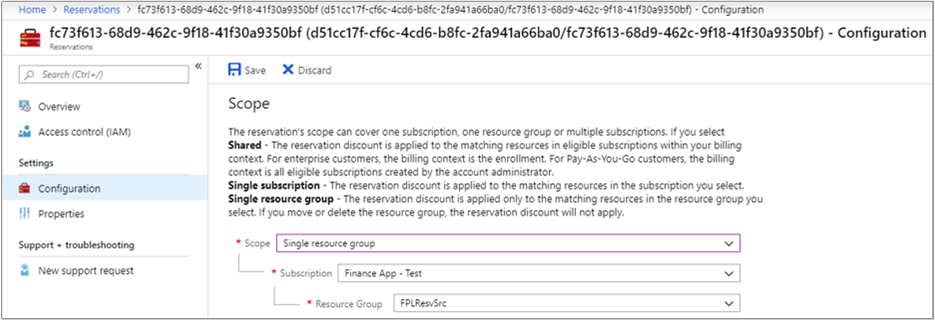 Home > Reservations > fc73f613-68d9-462c-9f18-41f30a9350bf (d51cc17f-cf6c-4cd6-b8fc-2fa941a66ba0/fc73f613-68d9-462c-9f18-41f30a9350bf) - Configuration
fc73f613-68d9-462c-9f18-41f30a9350bf (d51cc17f-cf6c-4cd6-b8fc-2fa941a66ba0/fc73f613-68d9-462c-9f18-41f30a9350bf) - Configuration
Reservations
Search (Ctrl+/)
«
Overview
Access control (IAM)
Settings
Configuration
Properties
Support + troubleshooting
New support request
Save
Discard
Scope
The reservation's scope can cover one subscription, one resource group or multiple subscriptions. If you select
Shared - The reservation discount is applied to the matching resources in eligible subscriptions within your billing
context. For enterprise customers, the billing context is the enrollment. For Pay-As-You-Go customers, the billing
context is all eligible subscriptions created by the account administrator.
Single subscription - The reservation discount is applied to the matching resources in the subscription you select.
Single resource group - The reservation discount is applied only to the matching resources in the resource group you
select. If you move or delete the resource group, the reservation discount will not apply.
* Scope Single resource group
* Subscription Finance App - Test
* Resource Group FPLResvSrc